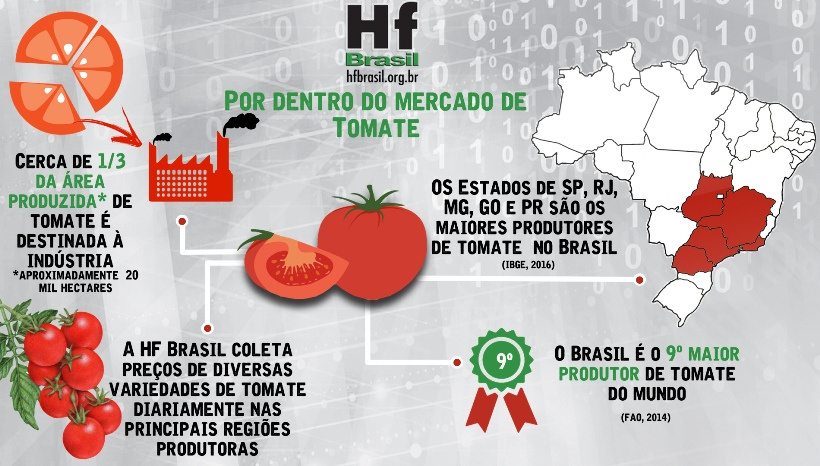 Hf
Brasil
hfbrasil.org.br
POR DENTRO DO MERCADO DE
TOMATE
CERCA DE 1/3
DA ÁREA
PRODUZIDA* DE
TOMATE É
DESTINADA À
INDÚSTRIA
*APROXIMADAMENTE 20
MIL HECTARES
OS ESTADOS DE SP, RJ,
MG, GO E PR SÃO OS
MAIORES PRODUTORES
DE TOMATE NO BRASIL
(IBGE, 2016)
A HF BRASIL COLETA
PREÇOS DE DIVERSAS
VARIEDADES DE TOMATE
DIARIAMENTE NAS
PRINCIPAIS REGIÕES
PRODUTORAS
9º
O BRASIL É O 9º MAIOR
PRODUTOR DE TOMATE
DO MUNDO
(FAO, 2014)